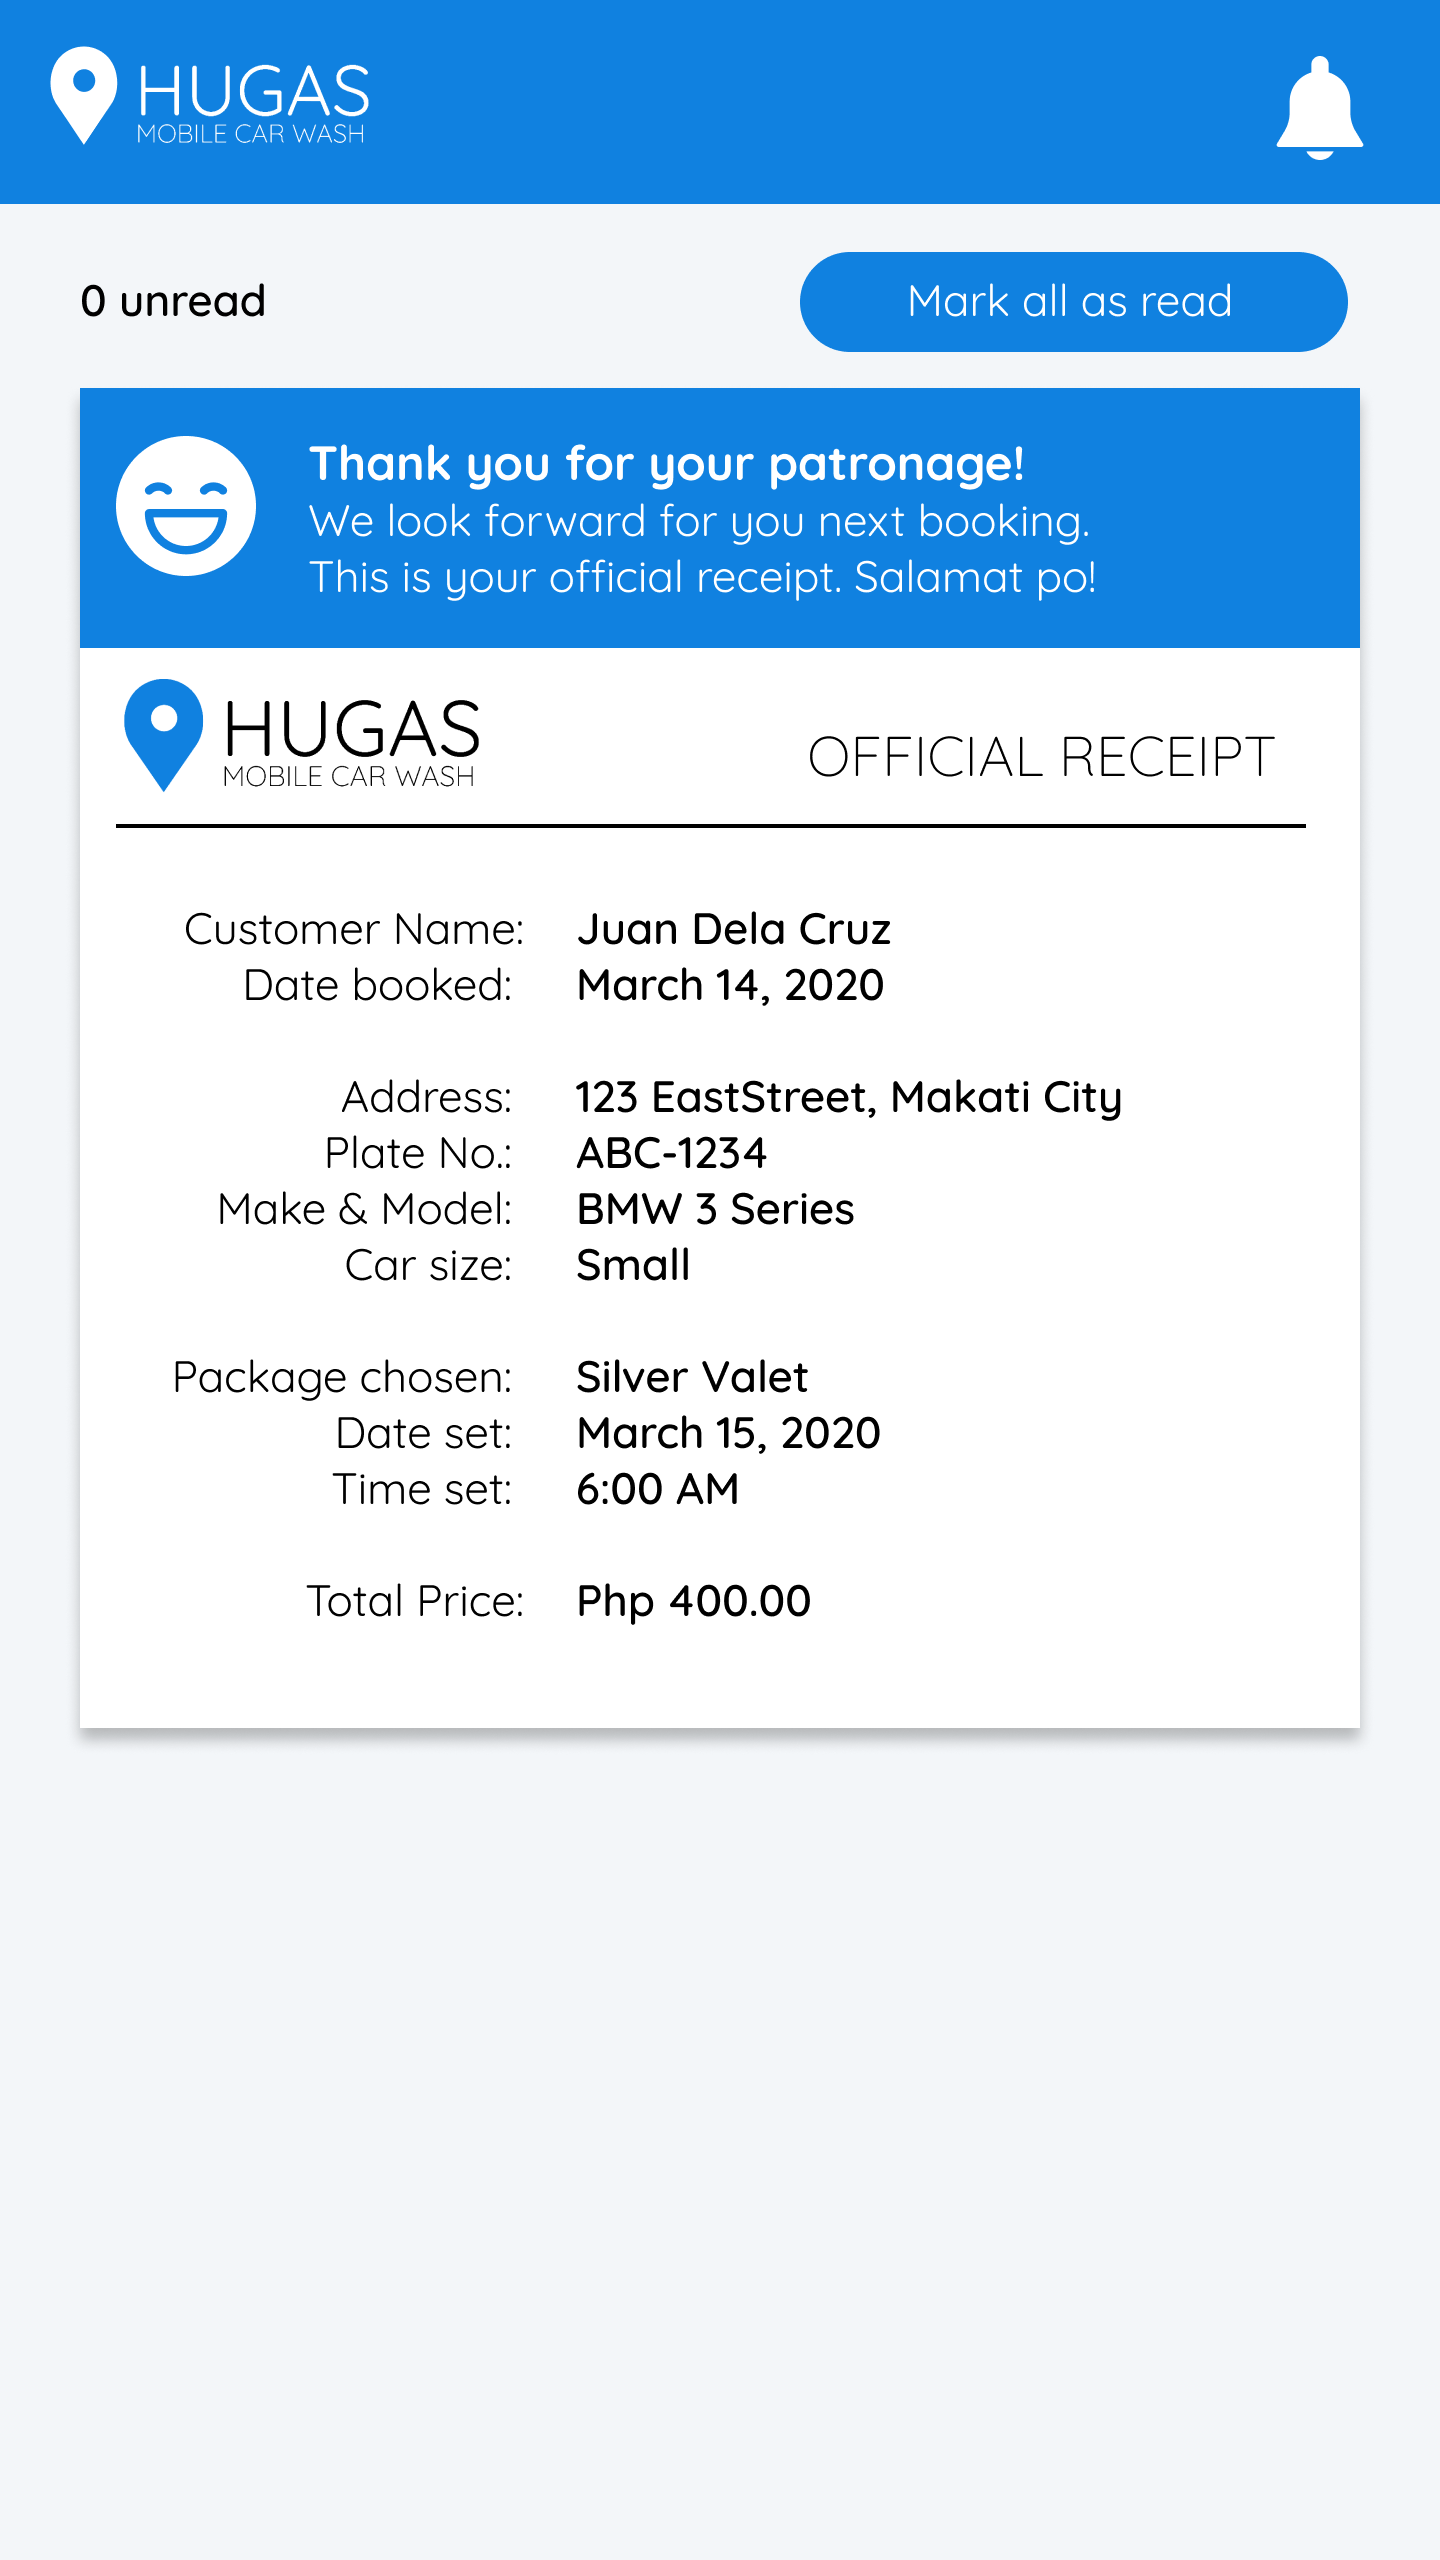 HUGAS
MOBILE CAR WASH
0 unread
Mark all as read
Thank you for your patronage!
We look forward for you next booking.
This is your official receipt. Salamat po!
HUGAS
MOBILE CAR WASH
OFFICIAL RECEIPT
Customer Name: Juan Dela Cruz
Date booked: March 14, 2020
Address: 123 EastStreet, Makati City
Plate No.: ABC-1234
Make & Model: BMW 3 Series
Car size: Small
Package chosen: Silver Valet
Date set: March 15, 2020
Time set: 6:00 AM
Total Price: Php 400.00